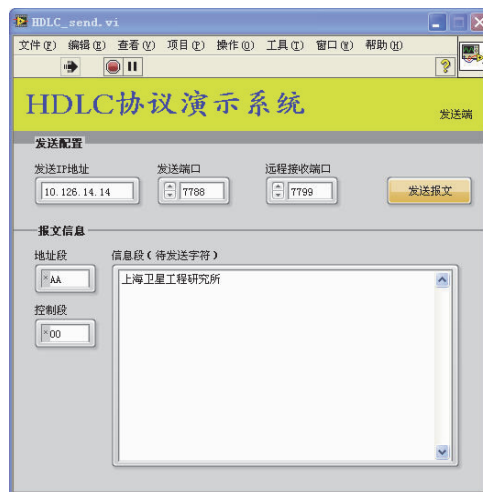 HDLC_send.vi
文件(F) 编辑(E) 查看(V) 项目(P) 操作(O) 工具(T) 窗口(W) 帮助(H)
HDLC协议演示系统
发送端
发送配置
发送IP地址 发送端口 远程接收端口
10.126.14.14 7788 7799 发送报文
报文信息
地址段 信息段(待发送字符)
×AA 上海卫星工程研究所
控制段
×00